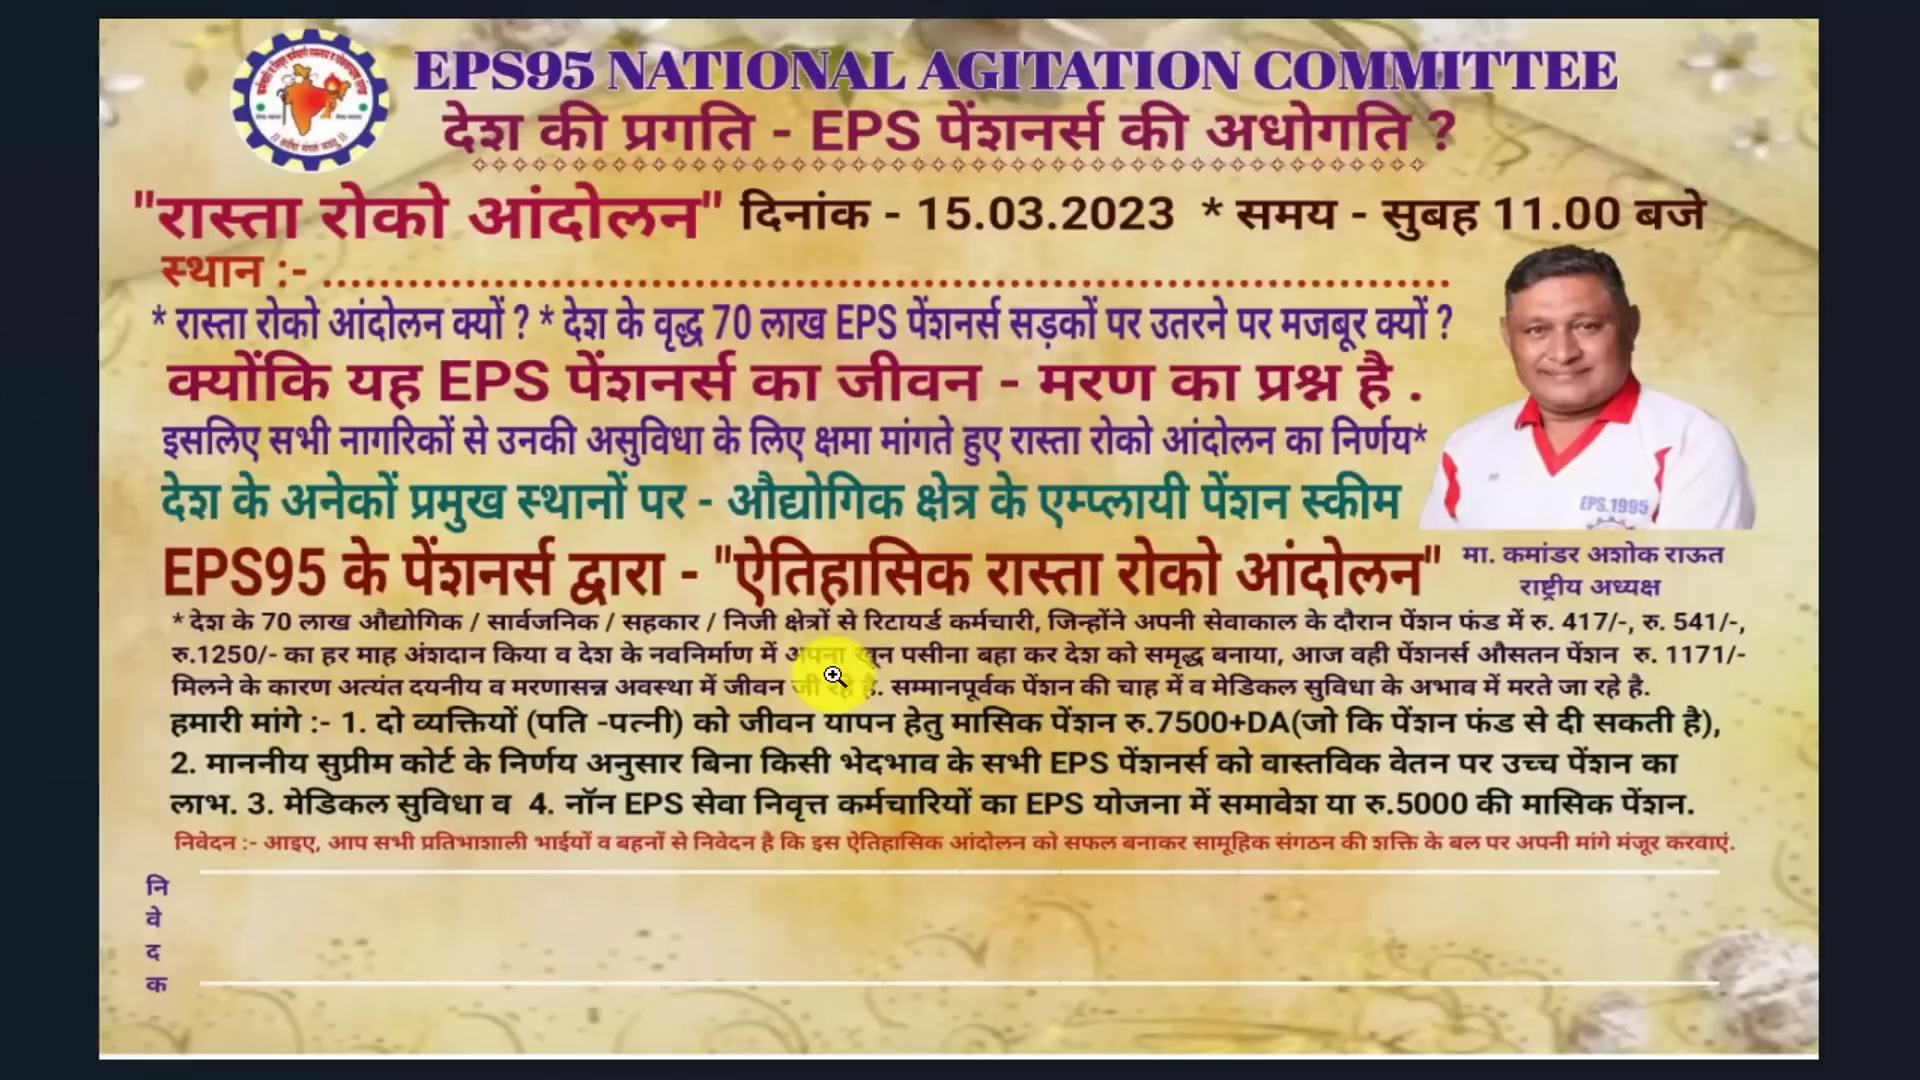 EPS95 NATIONAL AGITATION COMMITTEE
देश की प्रगति - EPS पेंशनर्स की अधोगति ?
"रास्ता रोको आंदोलन" दिनांक - 15.03.2023 * समय - सुबह 11.00 बजे
स्थान :- ................................................................................
* रास्ता रोको आंदोलन क्यों ? * देश के वृद्ध 70 लाख EPS पेंशनर्स सड़कों पर उतरने पर मजबूर क्यों ?
क्योंकि यह EPS पेंशनर्स का जीवन - मरण का प्रश्न है .
इसलिए सभी नागरिकों से उनकी असुविधा के लिए क्षमा मांगते हुए रास्ता रोको आंदोलन का निर्णय*
देश के अनेकों प्रमुख स्थानों पर - औद्योगिक क्षेत्र के एम्प्लायी पेंशन स्कीम
EPS95 के पेंशनर्स द्वारा - "ऐतिहासिक रास्ता रोको आंदोलन"
EPS.1995
मा. कमांडर अशोक राऊत
राष्ट्रीय अध्यक्ष
* देश के 70 लाख औद्योगिक / सार्वजनिक / सहकार / निजी क्षेत्रों से रिटायर्ड कर्मचारी, जिन्होंने अपनी सेवाकाल के दौरान पेंशन फंड में रु. 417/-, रु. 541/-,
रु.1250/- का हर माह अंशदान किया व देश के नवनिर्माण में अपना खून पसीना बहा कर देश को समृद्ध बनाया, आज वही पेंशनर्स औसतन पेंशन रु. 1171/-
मिलने के कारण अत्यंत दयनीय व मरणासन्न अवस्था में जीवन जी रहे है. सम्मानपूर्वक पेंशन की चाह में व मेडिकल सुविधा के अभाव में मरते जा रहे है.
हमारी मांगे :- 1. दो व्यक्तियों (पति -पत्नी) को जीवन यापन हेतु मासिक पेंशन रु.7500+DA(जो कि पेंशन फंड से दी सकती है),
2. माननीय सुप्रीम कोर्ट के निर्णय अनुसार बिना किसी भेदभाव के सभी EPS पेंशनर्स को वास्तविक वेतन पर उच्च पेंशन का
लाभ. 3. मेडिकल सुविधा व 4. नॉन EPS सेवा निवृत्त कर्मचारियों का EPS योजना में समावेश या रु.5000 की मासिक पेंशन.
निवेदन :- आइए, आप सभी प्रतिभाशाली भाईयों व बहनों से निवेदन है कि इस ऐतिहासिक आंदोलन को सफल बनाकर सामूहिक संगठन की शक्ति के बल पर अपनी मांगे मंजूर करवाएं.
नि
वे
द
क